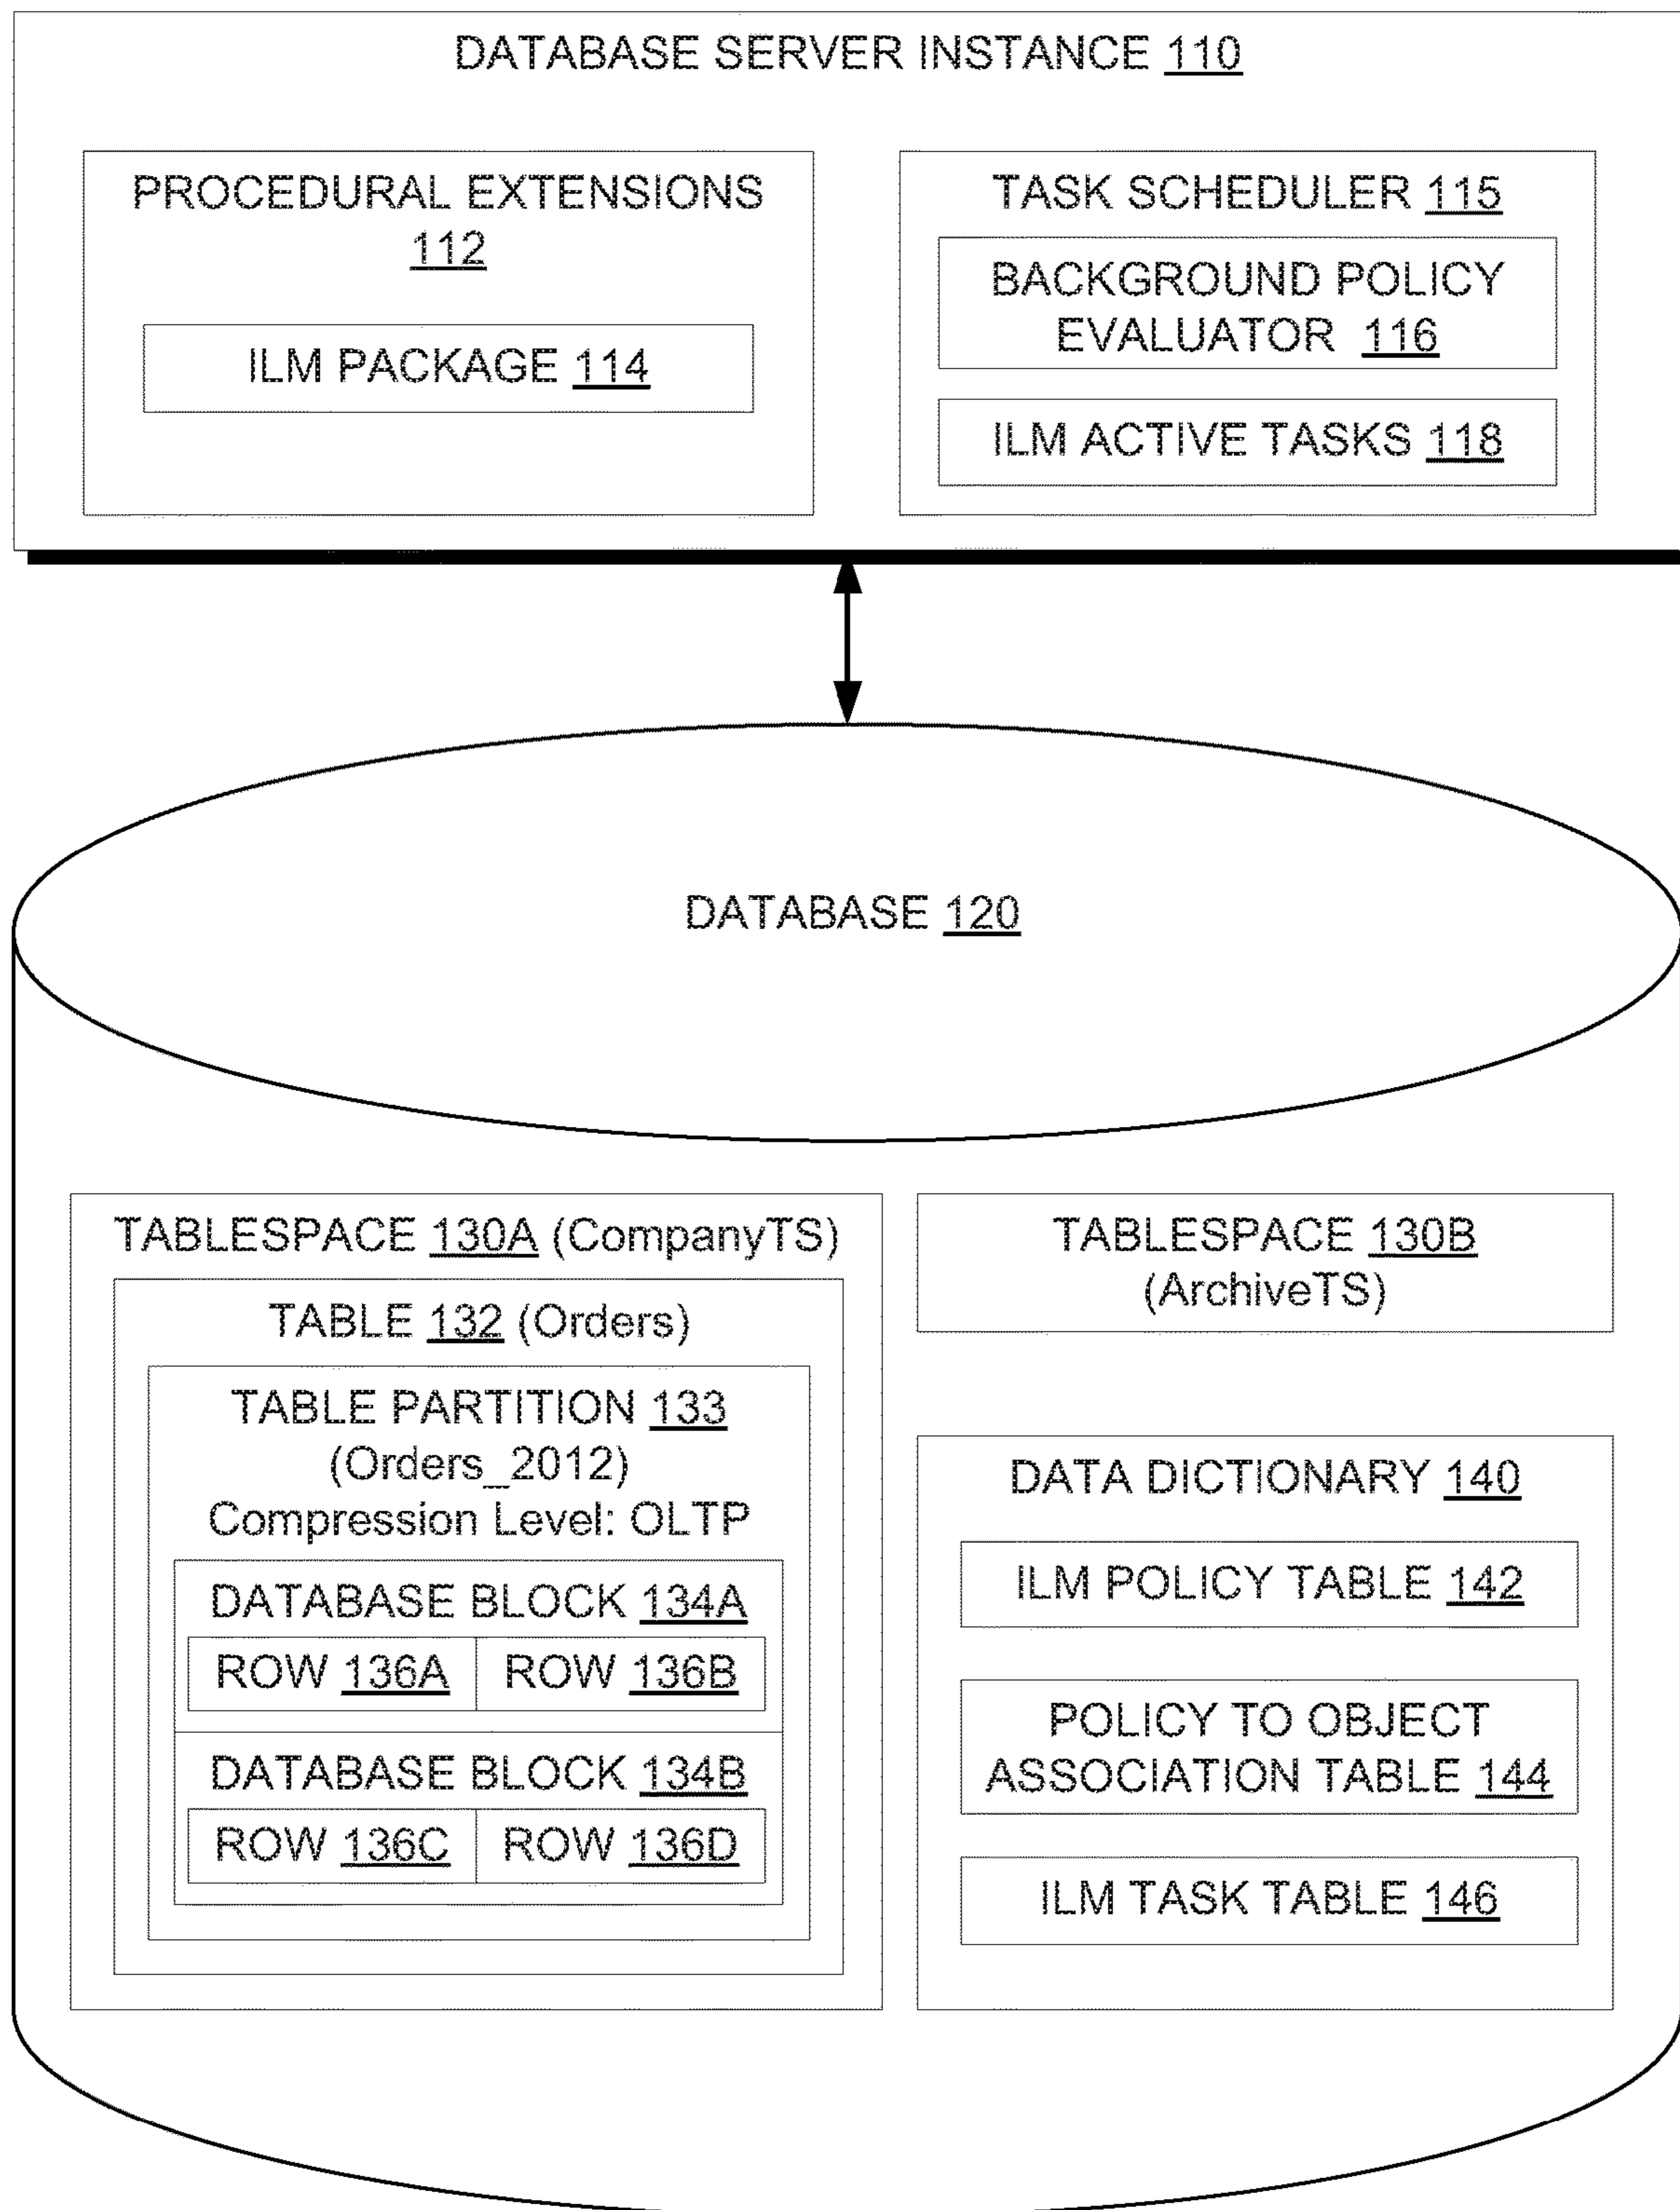 DATABASE SERVER INSTANCE 110
PROCEDURAL EXTENSIONS
112
ILM PACKAGE 114
TASK SCHEDULER 115
BACKGROUND POLICY
EVALUATOR 116
ILM ACTIVE TASKS 118
DATABASE 120
TABLESPACE 130A (CompanyTS)
TABLE 132 (Orders)
TABLE PARTITION 133
(Orders_2012)
Compression Level: OLTP
DATABASE BLOCK 134A
ROW 136A
ROW 136B
DATABASE BLOCK 134B
ROW 136C
ROW 136D
TABLESPACE 130B
(ArchiveTS)
DATA DICTIONARY 140
ILM POLICY TABLE 142
POLICY TO OBJECT
ASSOCIATION TABLE 144
ILM TASK TABLE 146